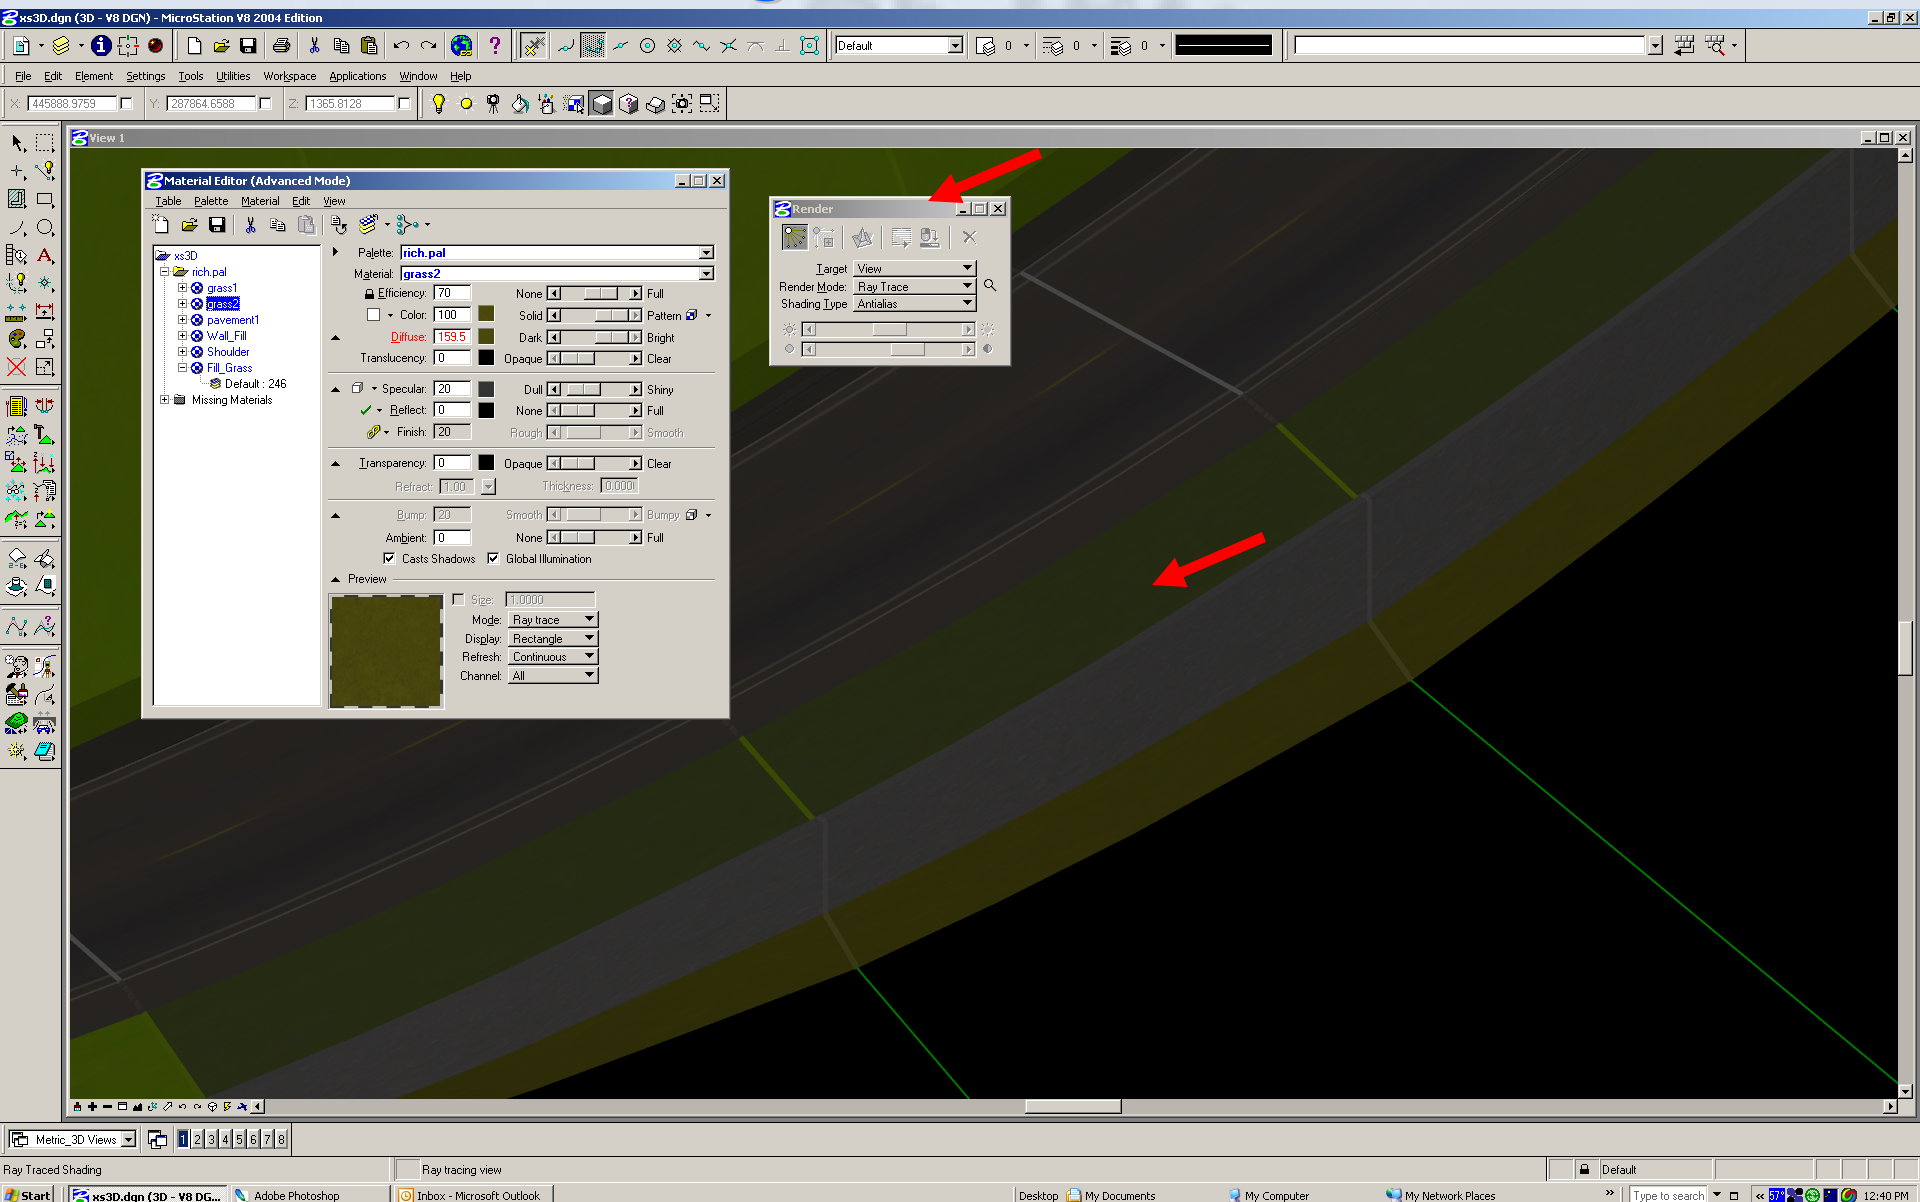 xs3D.dgn (3D - V8 DGN) - MicroStation V8 2004 Edition
Default 0 0 0
File Edit Element Settings Tools Utilities Workspace Applications Window Help
X: 445888.9759 Y: 287864.6588 Z: 1365.8128
View 1
Material Editor (Advanced Mode)
Table Palette Material Edit View
xs3D
rich.pal
grass1
grass2
pavement1
Wall_Fill
Shoulder
Fill_Grass
Default : 246
Missing Materials
Palette: rich.pal
Material: grass2
Efficiency: 70 None Full
Color: 100 Solid Pattern
Diffuse: 159.5 Dark Bright
Translucency: 0 Opaque Clear
Specular: 20 Dull Shiny
Reflect: 0 None Full
Finish: 20 Rough Smooth
Transparency: 0 Opaque Clear
Refract: 1.00 Thickness: 0.000
Bump: 20 Smooth Bumpy
Ambient: 0 None Full
Casts Shadows Global Illumination
Preview
Size: 1.0000
Mode: Ray trace
Display: Rectangle
Refresh: Continuous
Channel: All
Render
Target View
Render Mode: Ray Trace
Shading Type Antialias
Metric_3D Views 1 2 3 4 5 6 7 8
Ray Traced Shading Ray tracing view Default
Start xs3D.dgn (3D - V8 DG... Adobe Photoshop Inbox - Microsoft Outlook Desktop My Documents My Computer My Network Places » Type to search « 57° 12:40 PM